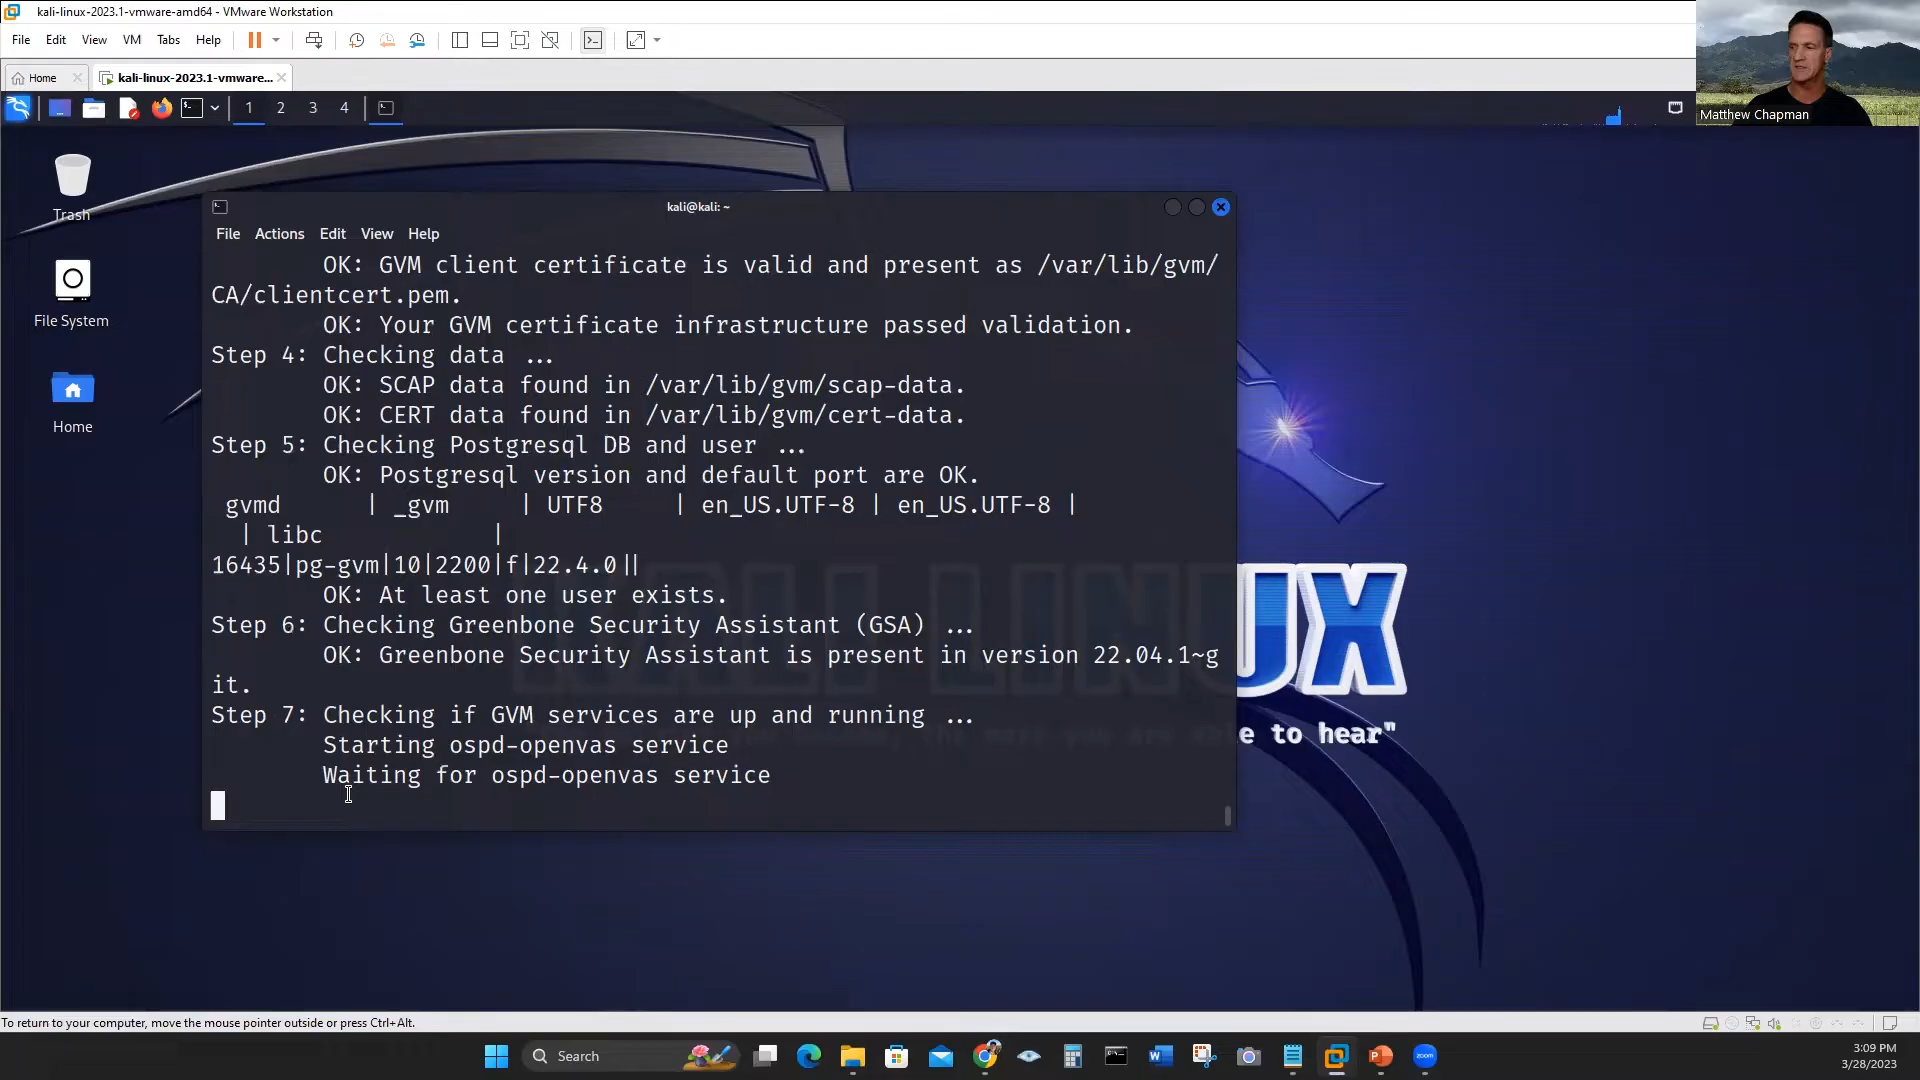 kali-linux-2023.1-vmware-amd64 - VMware Workstation
File Edit View VM Tabs Help
Home
kali-linux-2023.1-vmware...
1 2 3 4
Matthew Chapman
Trash
File System
Home
kali@kali: ~
File Actions Edit View Help
OK: GVM client certificate is valid and present as /var/lib/gvm/
CA/clientcert.pem.
OK: Your GVM certificate infrastructure passed validation.
Step 4: Checking data ...
OK: SCAP data found in /var/lib/gvm/scap-data.
OK: CERT data found in /var/lib/gvm/cert-data.
Step 5: Checking Postgresql DB and user ...
OK: Postgresql version and default port are OK.
gvmd | _gvm | UTF8 | en_US.UTF-8 | en_US.UTF-8 |
| libc |
16435|pg-gvm|10|2200|f|22.4.0||
OK: At least one user exists.
Step 6: Checking Greenbone Security Assistant (GSA) ...
OK: Greenbone Security Assistant is present in version 22.04.1~g
it.
Step 7: Checking if GVM services are up and running ...
Starting ospd-openvas service
Waiting for ospd-openvas service
KALI LINUX
e to hear"
To return to your computer, move the mouse pointer outside or press Ctrl+Alt.
Search
zoom
3:09 PM
3/28/2023